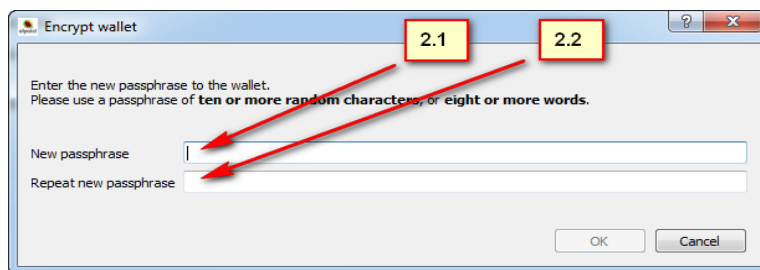 Encrypt wallet
2.1
2.2
Enter the new passphrase to the wallet.
Please use a passphrase of ten or more random characters, or eight or more words.
New passphrase
Repeat new passphrase
OK
Cancel